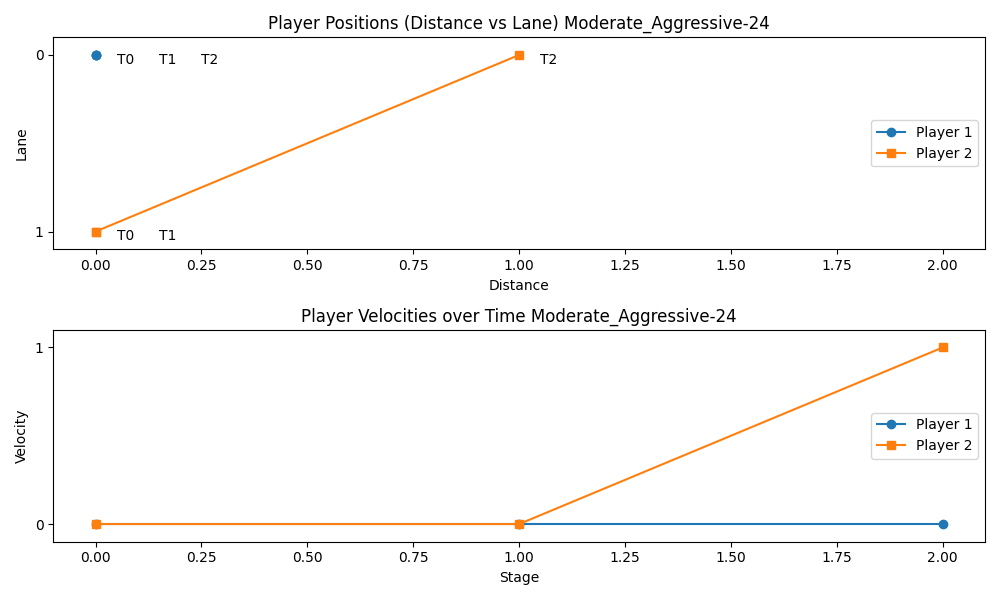 Player Positions (Distance vs Lane) Moderate_Aggressive-24
0
T0 T1 T2 T2
Lane
Player 1
Player 2
1
T0 T1
0.00 0.25 0.50 0.75 1.00 1.25 1.50 1.75 2.00
Distance
Player Velocities over Time Moderate_Aggressive-24
1
Velocity
Player 1
Player 2
0
0.00 0.25 0.50 0.75 1.00 1.25 1.50 1.75 2.00
Stage